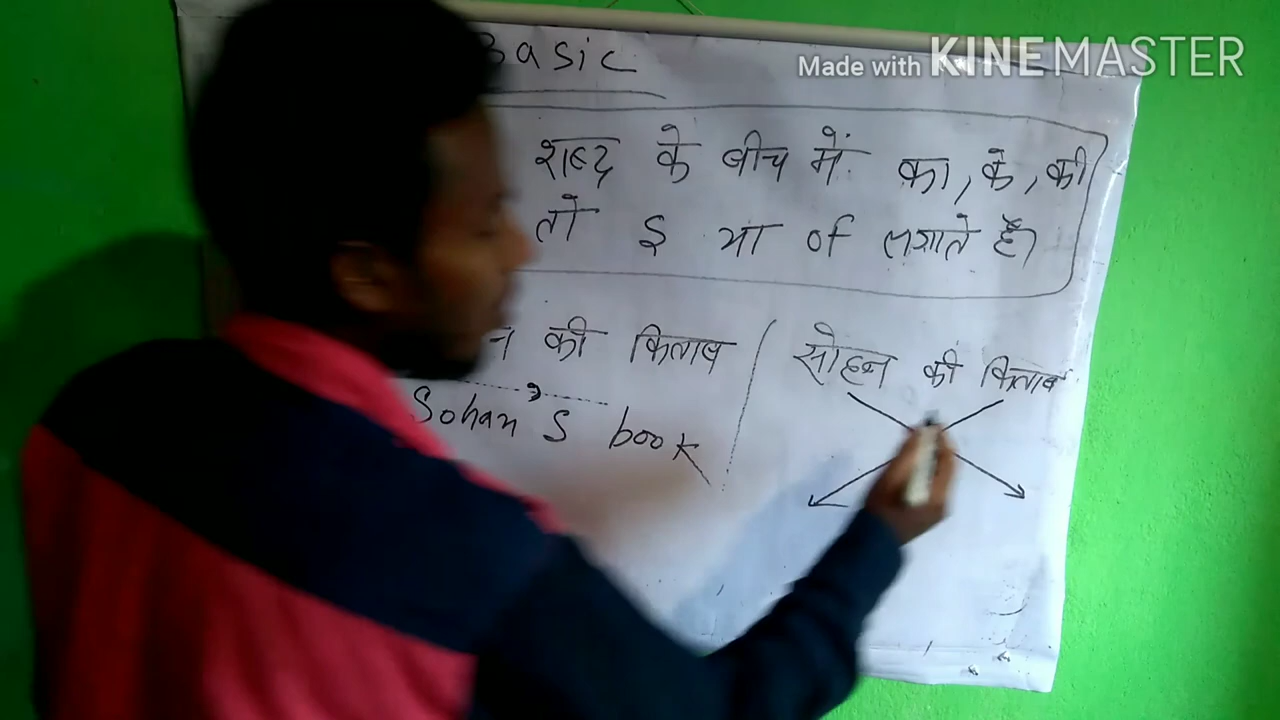 Basic
Made with KINEMASTER
शब्द के बीच में का, के, की
तो S या of लगाते है
की किताब
सोहन की किताब
Sohan's book